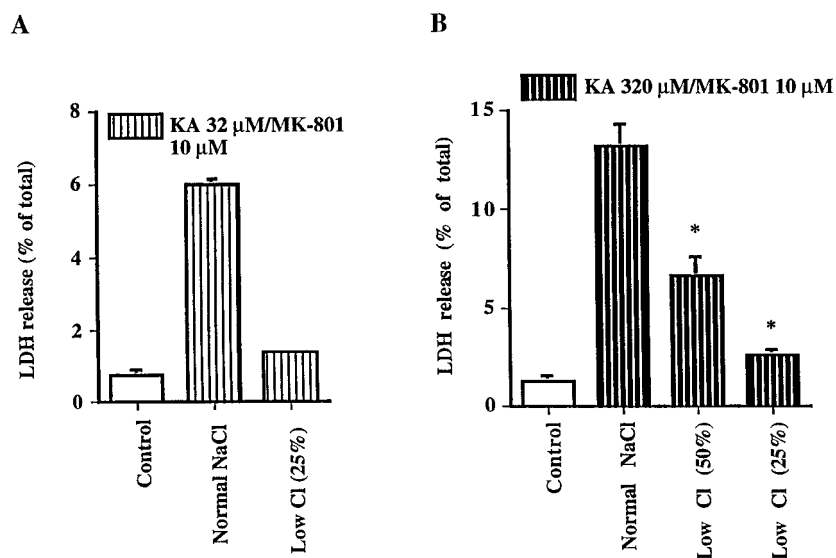 A
KA 32 µM/MK-801
10 µM
LDH release (% of total)
8
6
4
2
0
Control
Normal NaCl
Low Cl (25%)
B
KA 320 µM/MK-801 10 µM
LDH release (% of total)
15
10
5
0
*
*
Control
Normal NaCl
Low Cl (50%)
Low Cl (25%)